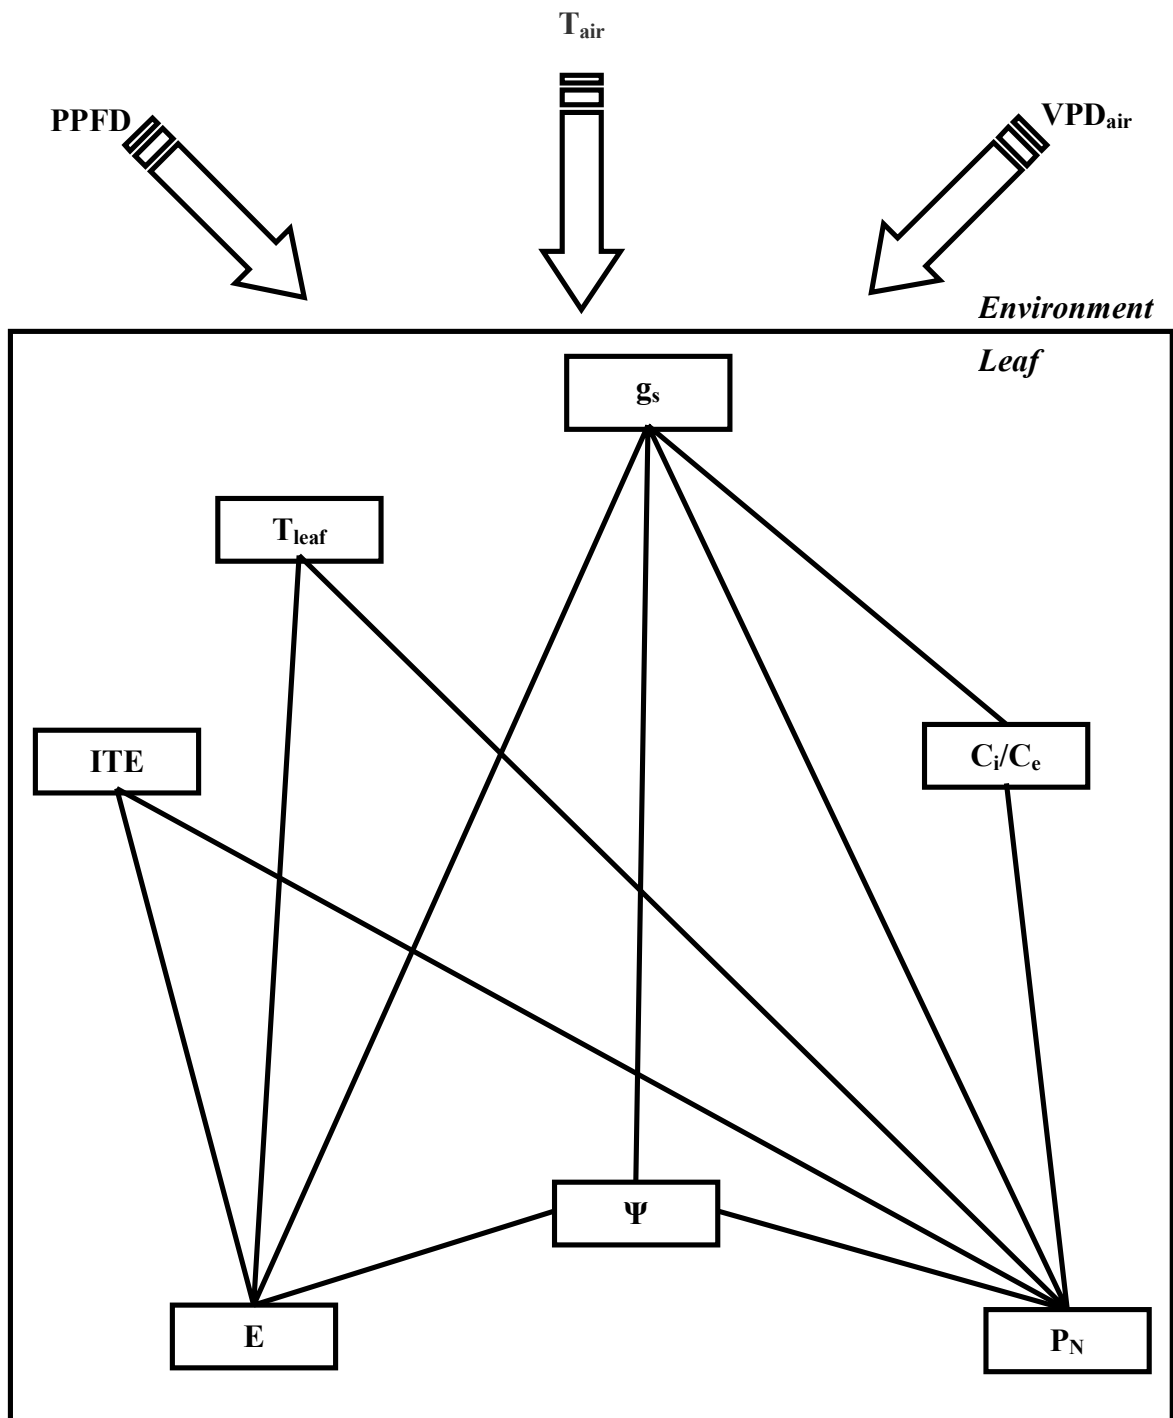 T_air
PPFD
VPD_air
Environment
Leaf
g_s
T_leaf
ITE
C_i/C_e
Ψ
E
P_N